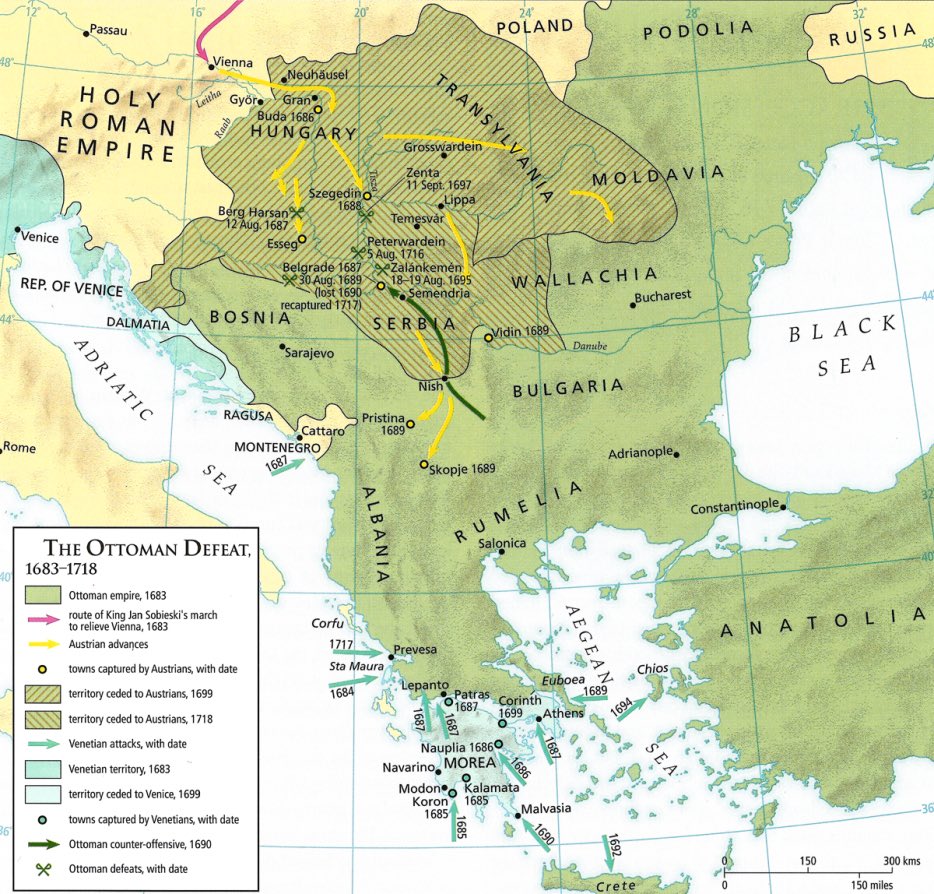 12°
16°
20°
24°
28°
32°
Passau
POLAND
PODOLIA
RUSSIA
48°
48°
Vienna
Neuhäusel
Leitha
Győr
Gran
Buda 1686
Raab
HOLY
ROMAN
EMPIRE
HUNGARY
TRANSYLVANIA
Grosswardein
Tisza
Zenta
11 Sept. 1697
MOLDAVIA
Szegedin
1688
Lippa
Berg Harsan
12 Aug. 1687
Temesvár
Venice
Esseg
Peterwardein
5 Aug. 1716
Belgrade 1687
30 Aug. 1689
(lost 1690
recaptured 1717)
Zalánkemén
18–19 Aug. 1695
Semendria
WALLACHIA
REP. OF VENICE
Bucharest
44°
44°
DALMATIA
BOSNIA
SERBIA
Vidin 1689
Danube
BLACK
SEA
Sarajevo
ADRIATIC
SEA
Nish
BULGARIA
RAGUSA
Cattaro
Pristina
1689
MONTENEGRO
1687
Rome
Skopje 1689
Adrianople
ALBANIA
RUMELIA
Constantinople
Salonica
40°
40°
ANATOLIA
AEGEAN
SEA
Corfu
1717
Prevesa
Sta Maura
1684
Euboea
1689
Chios
1694
Lepanto
Patras
1687
Corinth
1699
Athens
1687
1687
1687
Nauplia 1686
1686
Navarino
MOREA
Modon
Kalamata
1685
Koron
1685
1685
Malvasia
1690
1692
Crete
36°
36°
0 150 300 kms
0 150 miles
THE OTTOMAN DEFEAT,
1683–1718
Ottoman empire, 1683
route of King Jan Sobieski's march
to relieve Vienna, 1683
Austrian advances
towns captured by Austrians, with date
territory ceded to Austrians, 1699
territory ceded to Austrians, 1718
Venetian attacks, with date
Venetian territory, 1683
territory ceded to Venice, 1699
towns captured by Venetians, with date
Ottoman counter-offensive, 1690
Ottoman defeats, with date